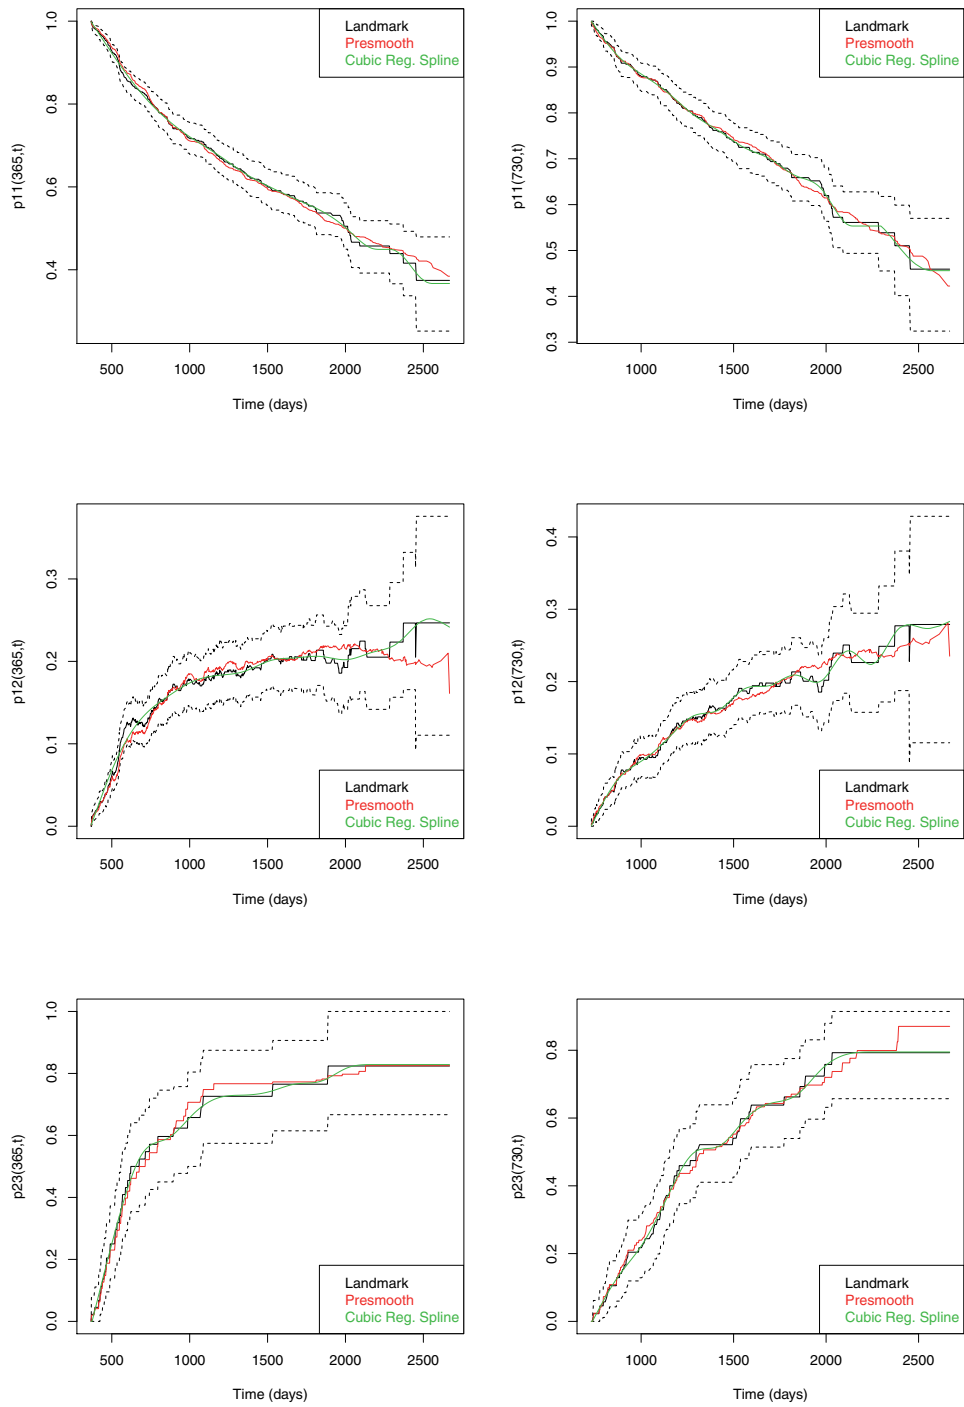 p11(365,t)
1.0
0.8
0.6
0.4
Landmark
Presmooth
Cubic Reg. Spline
500 1000 1500 2000 2500
Time (days)
p11(730,t)
1.0
0.9
0.8
0.7
0.6
0.5
0.4
0.3
Landmark
Presmooth
Cubic Reg. Spline
1000 1500 2000 2500
Time (days)
p12(365,t)
0.3
0.2
0.1
0.0
Landmark
Presmooth
Cubic Reg. Spline
500 1000 1500 2000 2500
Time (days)
p12(730,t)
0.4
0.3
0.2
0.1
0.0
Landmark
Presmooth
Cubic Reg. Spline
1000 1500 2000 2500
Time (days)
p23(365,t)
1.0
0.8
0.6
0.4
0.2
0.0
Landmark
Presmooth
Cubic Reg. Spline
500 1000 1500 2000 2500
Time (days)
p23(730,t)
0.8
0.6
0.4
0.2
0.0
Landmark
Presmooth
Cubic Reg. Spline
1000 1500 2000 2500
Time (days)